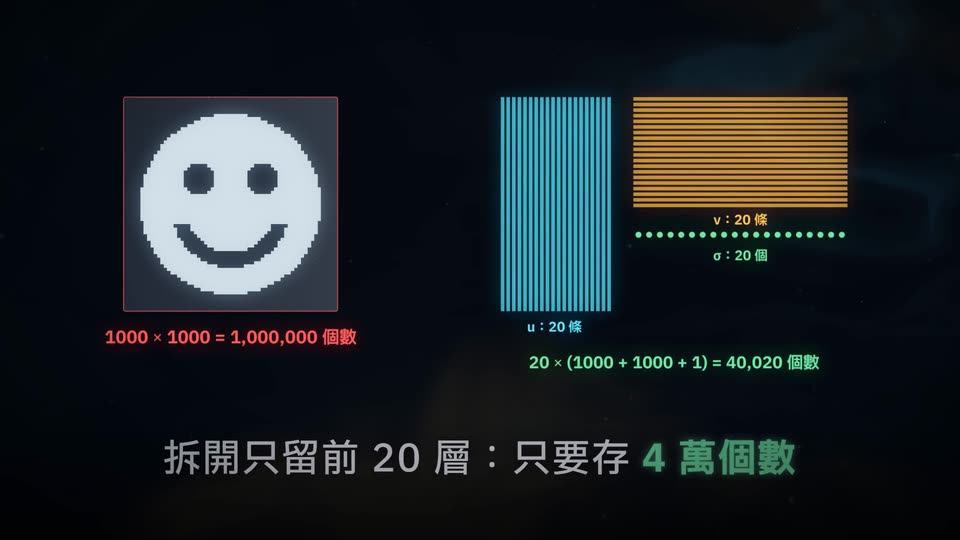 1000 × 1000 = 1,000,000 個數
v：20 條
σ：20 個
u：20 條
20 × (1000 + 1000 + 1) = 40,020 個數
拆開只留前 20 層：只要存 4 萬個數